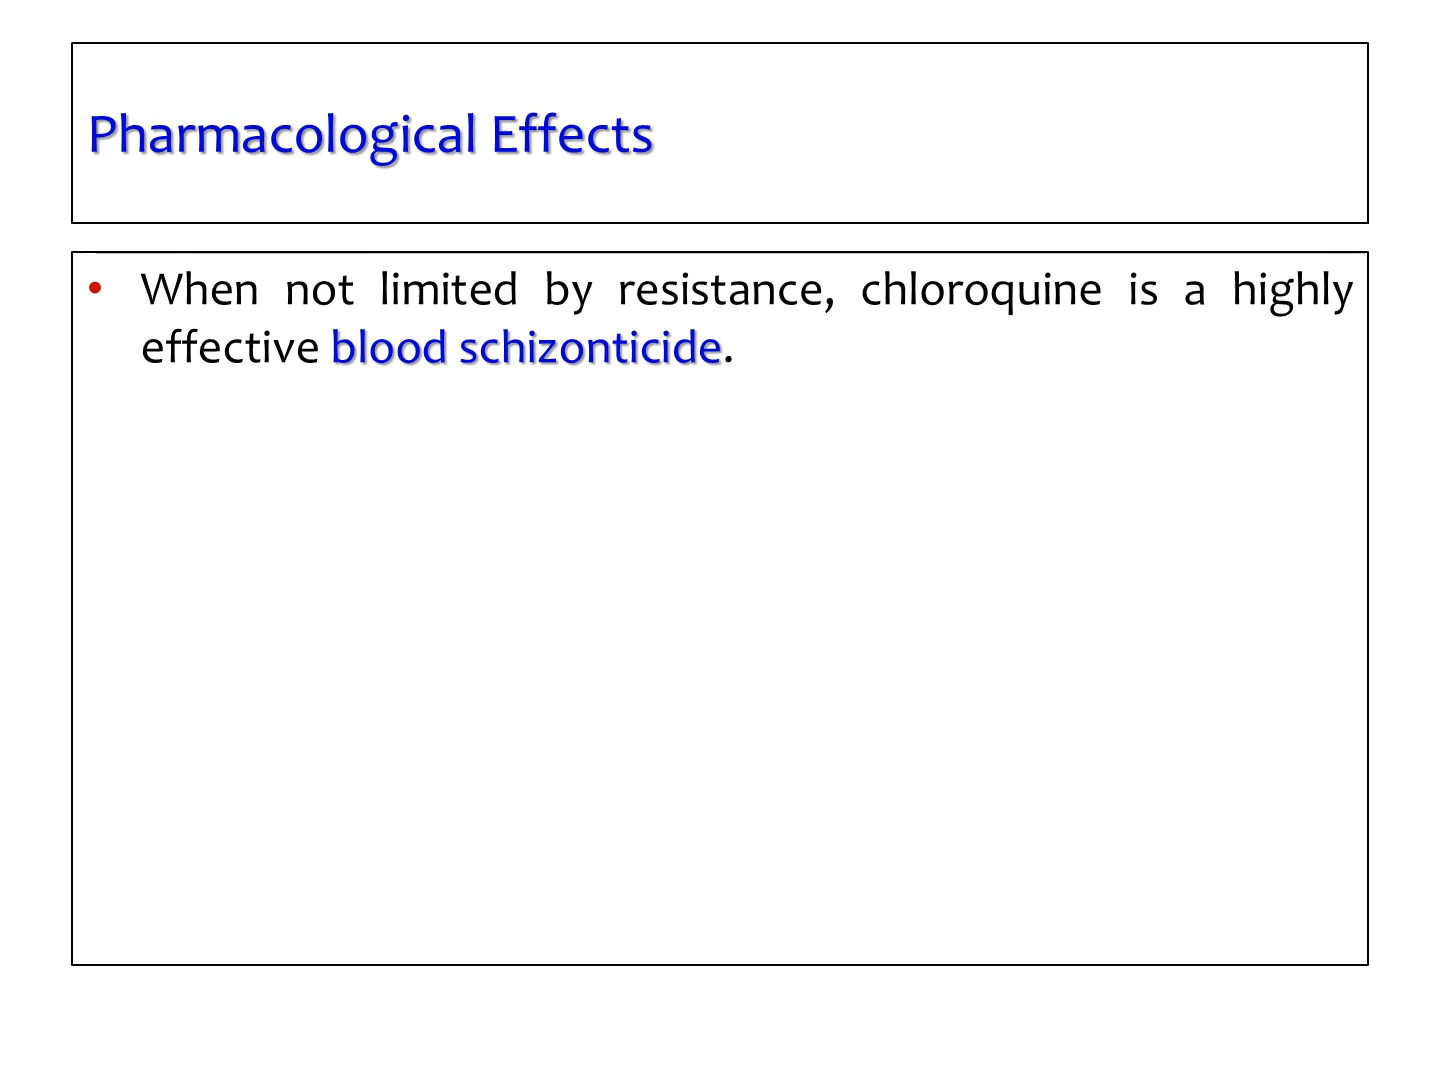 Pharmacological Effects
• When not limited by resistance, chloroquine is a highly
effective blood schizonticide.